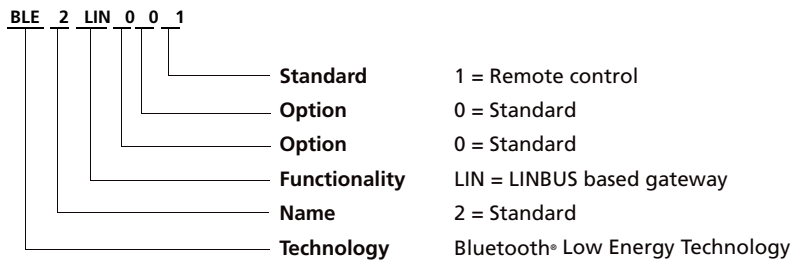 BLE 2 LIN 0 0 1
Standard 1 = Remote control
Option 0 = Standard
Option 0 = Standard
Functionality LIN = LINBUS based gateway
Name 2 = Standard
Technology Bluetooth® Low Energy Technology